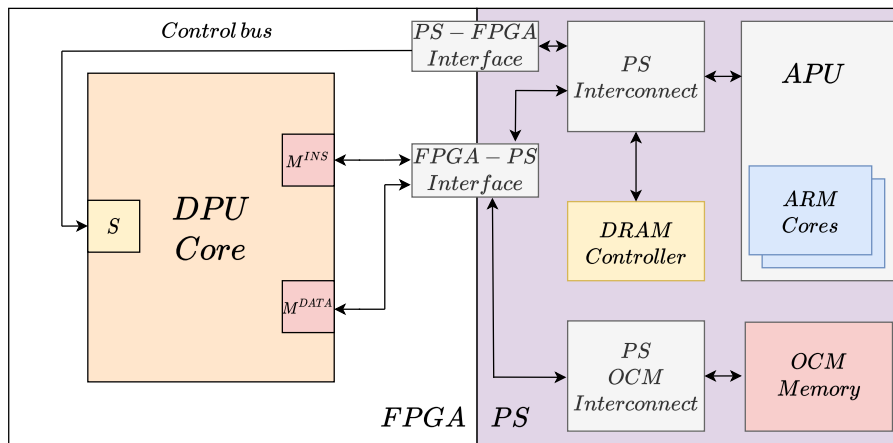 Control bus
PS − FPGA
Interface
PS
Interconnect
APU
M^{INS}
FPGA − PS
Interface
ARM
Cores
S
DPU
Core
DRAM
Controller
M^{DATA}
PS
OCM
Interconnect
OCM
Memory
FPGA
PS